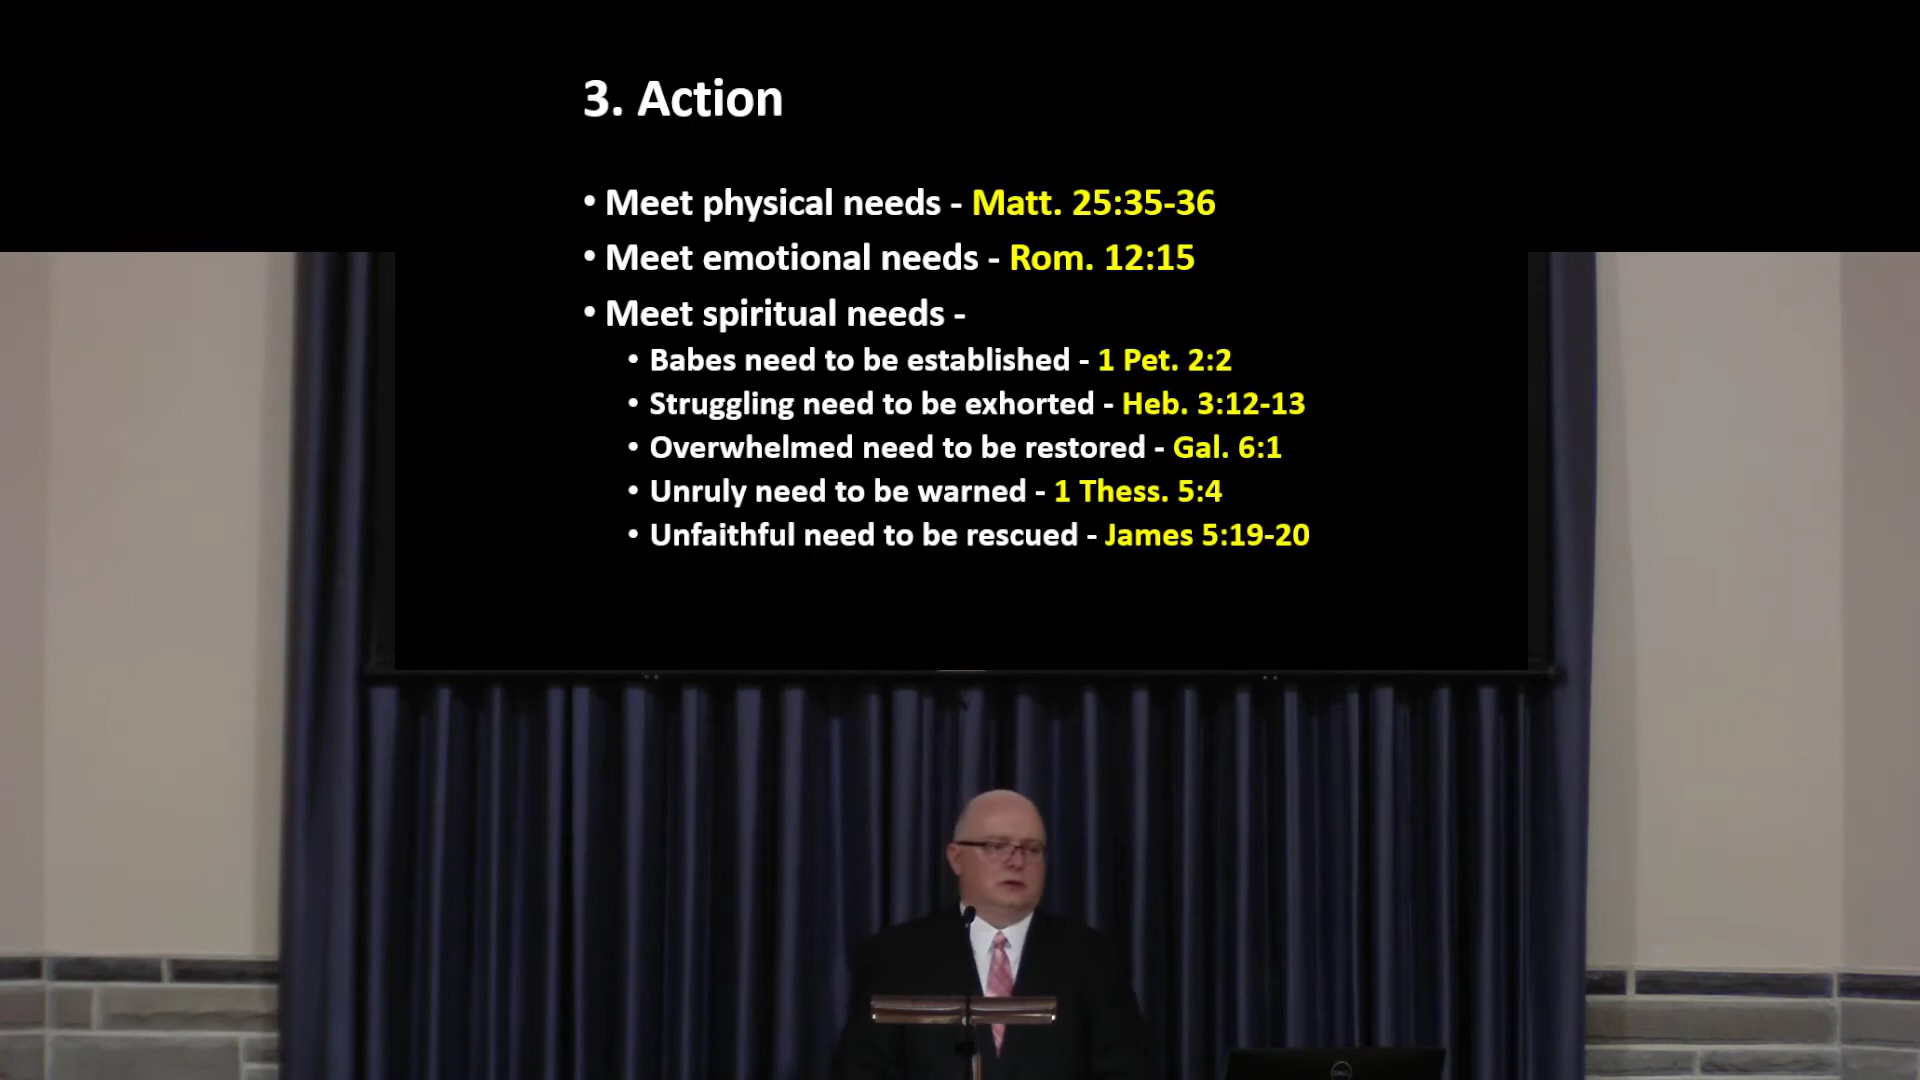 3. Action
• Meet physical needs - Matt. 25:35-36
• Meet emotional needs - Rom. 12:15
• Meet spiritual needs -
• Babes need to be established - 1 Pet. 2:2
• Struggling need to be exhorted - Heb. 3:12-13
• Overwhelmed need to be restored - Gal. 6:1
• Unruly need to be warned - 1 Thess. 5:4
• Unfaithful need to be rescued - James 5:19-20
DELL